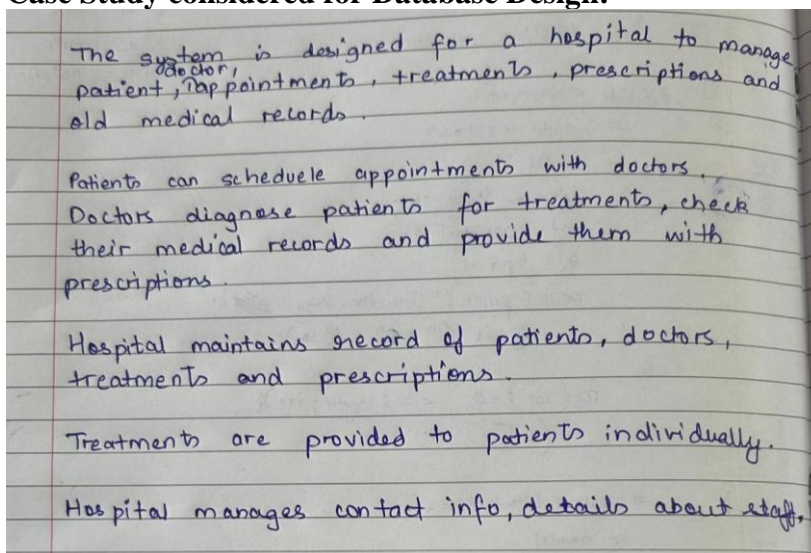 Case Study considered for Database Design:
The system is designed for a hospital to manage
patient, doctor, appointments, treatments, prescriptions and
old medical records.
Patients can schedule appointments with doctors.
Doctors diagnose patients for treatments, check
their medical records and provide them with
prescriptions.
Hospital maintains record of patients, doctors,
treatments and prescriptions.
Treatments are provided to patients individually.
Hospital manages contact info, details about staff.